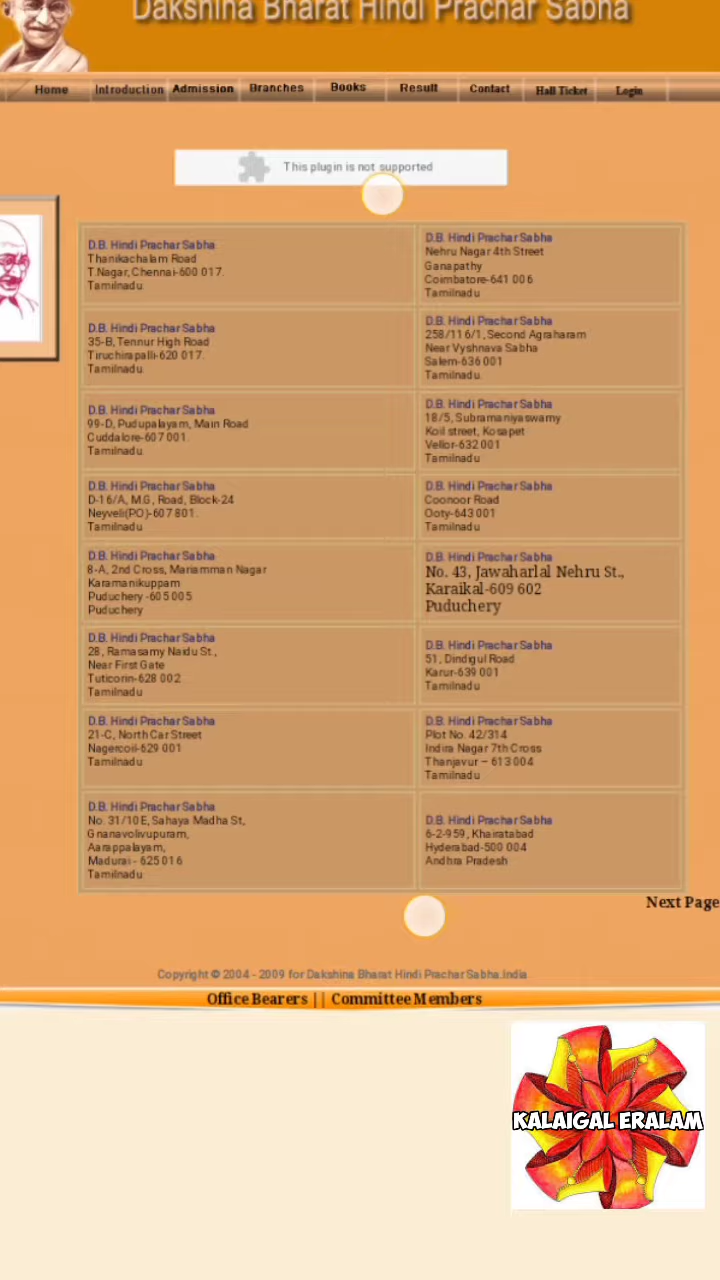 Dakshina Bharat Hindi Prachar Sabha
Home Introduction Admission Branches Books Result Contact Hall Ticket Login
This plugin is not supported
D.B. Hindi Prachar Sabha
Thanikachalam Road
T.Nagar, Chennai-600 017.
Tamilnadu
D.B. Hindi Prachar Sabha
Nehru Nagar 4th Street
Ganapathy
Coimbatore-641 006
Tamilnadu
D.B. Hindi Prachar Sabha
35-B, Tennur High Road
Tiruchirapalli-620 017.
Tamilnadu
D.B. Hindi Prachar Sabha
258/116/1, Second Agraharam
Near Vyshnava Sabha
Salem-636 001
Tamilnadu.
D.B. Hindi Prachar Sabha
99-D, Pudupalayam, Main Road
Cuddalore-607 001.
Tamilnadu
D.B. Hindi Prachar Sabha
18/5, Subramaniyaswamy
Koil street, Kosapet
Vellor-632 001
Tamilnadu
D.B. Hindi Prachar Sabha
D-16/A, M.G, Road, Block-24
Neyveli(PO)-607 801.
Tamilnadu
D.B. Hindi Prachar Sabha
Coonoor Road
Ooty-643 001
Tamilnadu
D.B. Hindi Prachar Sabha
8-A, 2nd Cross, Mariamman Nagar
Karamanikuppam
Puduchery -605 005
Puduchery
D.B. Hindi Prachar Sabha
No. 43, Jawaharlal Nehru St.,
Karaikal-609 602
Puduchery
D.B. Hindi Prachar Sabha
28, Ramasamy Naidu St.,
Near First Gate
Tuticorin-628 002
Tamilnadu
D.B. Hindi Prachar Sabha
51, Dindigul Road
Karur-639 001
Tamilnadu
D.B. Hindi Prachar Sabha
21-C, North Car Street
Nagercoil-629 001
Tamilnadu
D.B. Hindi Prachar Sabha
Plot No. 42/314
Indira Nagar 7th Cross
Thanjavur – 613 004
Tamilnadu
D.B. Hindi Prachar Sabha
No. 31/10E, Sahaya Madha St,
Gnanavolivupuram,
Aarappalayam,
Madurai - 625 016
Tamilnadu
D.B. Hindi Prachar Sabha
6-2-959, Khairatabad
Hyderabad-500 004
Andhra Pradesh
Next Page
Copyright © 2004 - 2009 for Dakshina Bharat Hindi Prachar Sabha.India
Office Bearers || Committee Members
KALAIGAL ERALAM